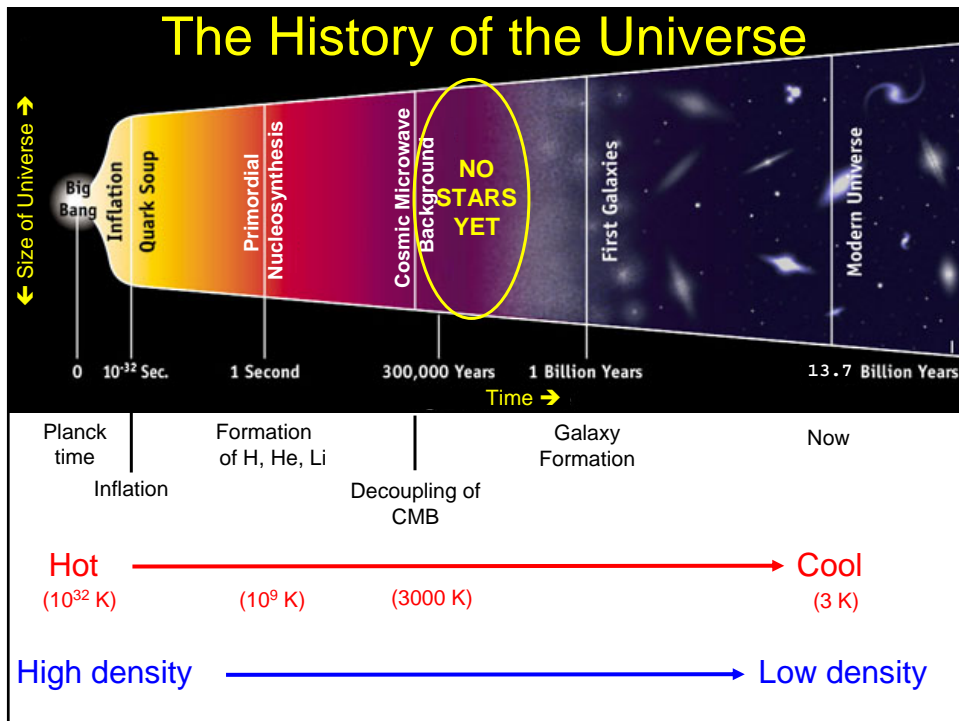 The History of the Universe
← Size of Universe →
Big
Bang
Inflation
Quark Soup
Primordial
Nucleosynthesis
Cosmic Microwave
Background
NO
STARS
YET
First Galaxies
Modern Universe
0
10⁻³² Sec.
1 Second
300,000 Years
1 Billion Years
13.7 Billion Years
Time →
Planck
time
Inflation
Formation
of H, He, Li
Decoupling of
CMB
Galaxy
Formation
Now
Hot
Cool
(10³² K)
(10⁹ K)
(3000 K)
(3 K)
High density
Low density